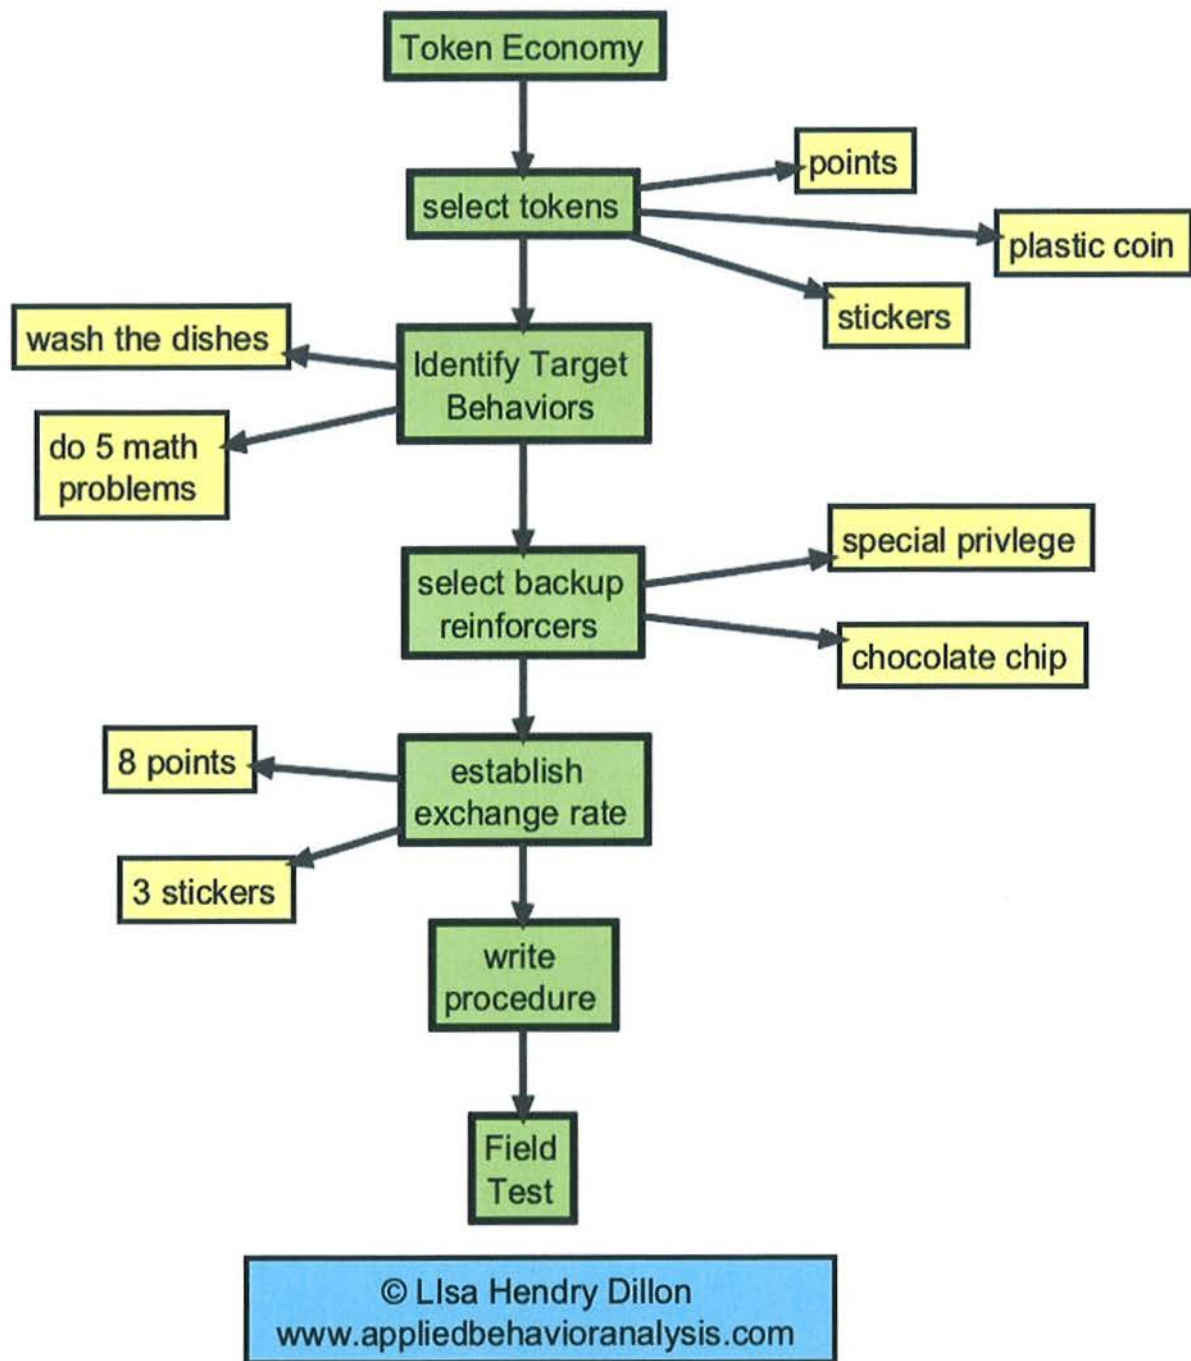 Token Economy
points
select tokens
plastic coin
stickers
wash the dishes
Identify Target
Behaviors
do 5 math
problems
special privlege
select backup
reinforcers
chocolate chip
8 points
establish
exchange rate
3 stickers
write
procedure
Field
Test
© LIsa Hendry Dillon
www.appliedbehavioranalysis.com